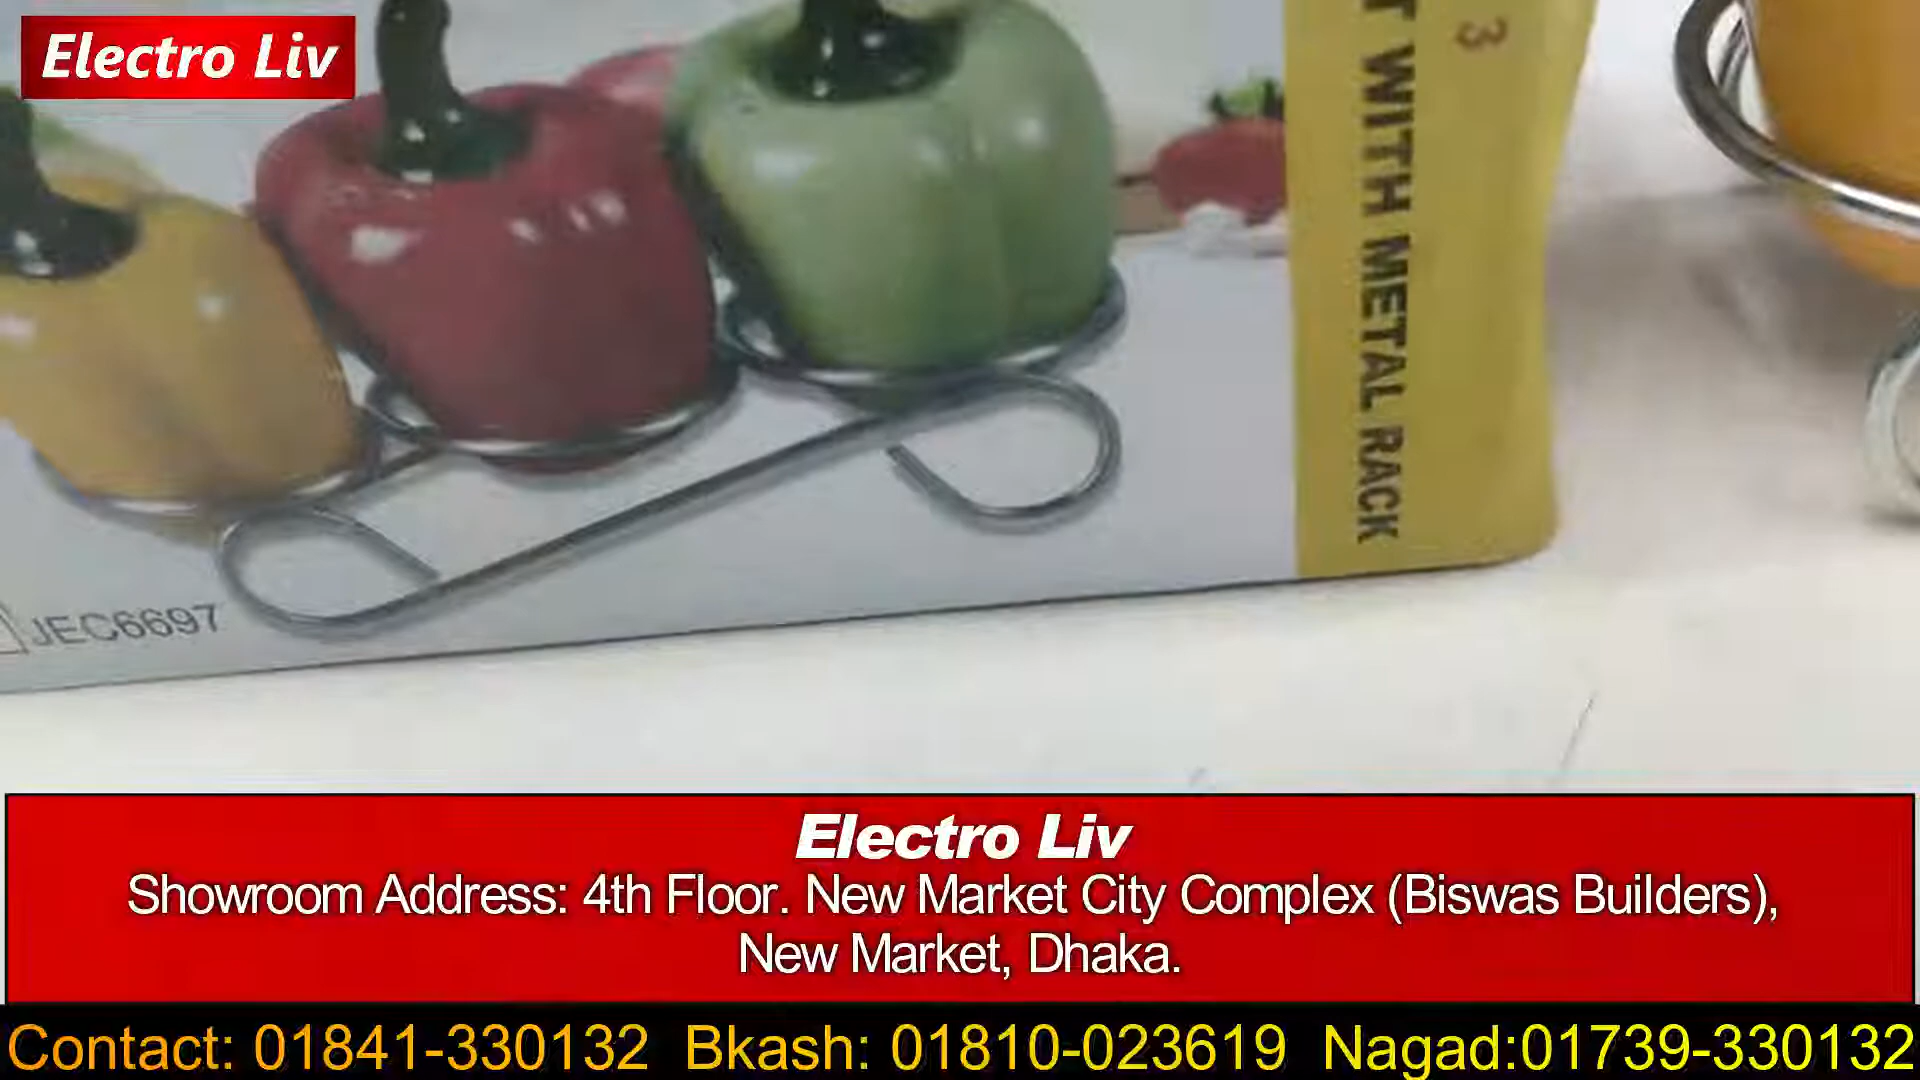 Electro Liv
3
WITH METAL RACK
JEC6697
Electro Liv
Showroom Address: 4th Floor. New Market City Complex (Biswas Builders),
New Market, Dhaka.
Contact: 01841-330132 Bkash: 01810-023619 Nagad:01739-330132